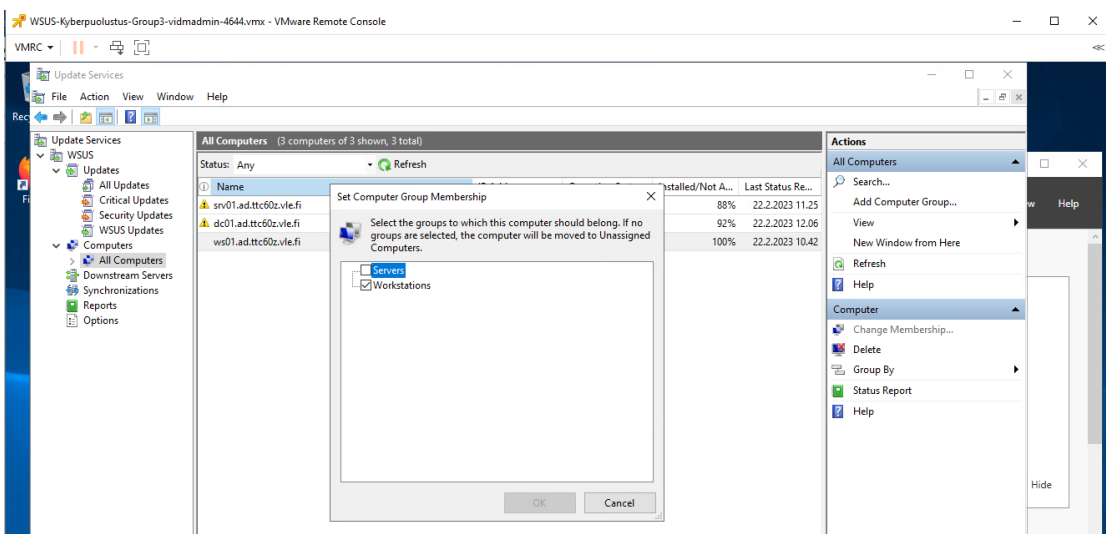 WSUS-Kyberpuolustus-Group3-vidmadmin-4644.vmx - VMware Remote Console
VMRC
Update Services
File Action View Window Help
Rec
Update Services
WSUS
Updates
All Updates
Critical Updates
Security Updates
WSUS Updates
Computers
All Computers
Downstream Servers
Synchronizations
Reports
Options
Fi
All Computers (3 computers of 3 shown, 3 total)
Status: Any Refresh
Name nstalled/Not A... Last Status Re...
srv01.ad.ttc60z.vle.fi 88% 22.2.2023 11.25
dc01.ad.ttc60z.vle.fi 92% 22.2.2023 12.06
ws01.ad.ttc60z.vle.fi 100% 22.2.2023 10.42
Set Computer Group Membership
Select the groups to which this computer should belong. If no
groups are selected, the computer will be moved to Unassigned
Computers.
Servers
Workstations
OK Cancel
Actions
All Computers
Search...
Add Computer Group...
View
New Window from Here
Refresh
Help
Computer
Change Membership...
Delete
Group By
Status Report
Help
w Help
Hide